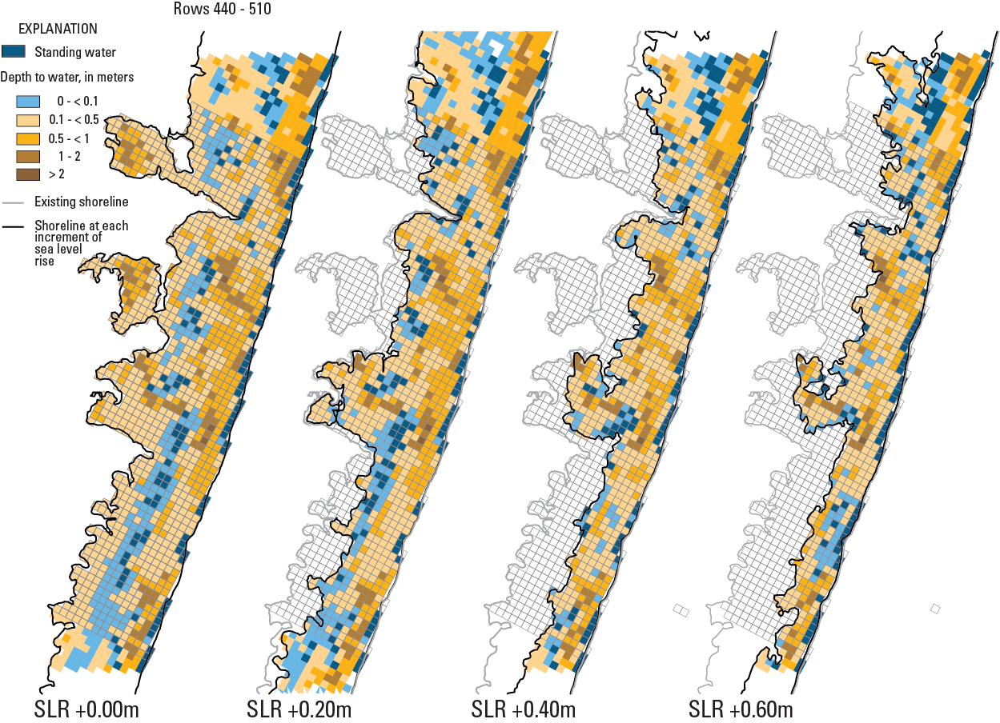 Rows 440 - 510
EXPLANATION
Standing water
Depth to water, in meters
0 - < 0.1
0.1 - < 0.5
0.5 - < 1
1 - 2
> 2
Existing shoreline
Shoreline at each
increment of
sea level
rise
SLR +0.00m
SLR +0.20m
SLR +0.40m
SLR +0.60m